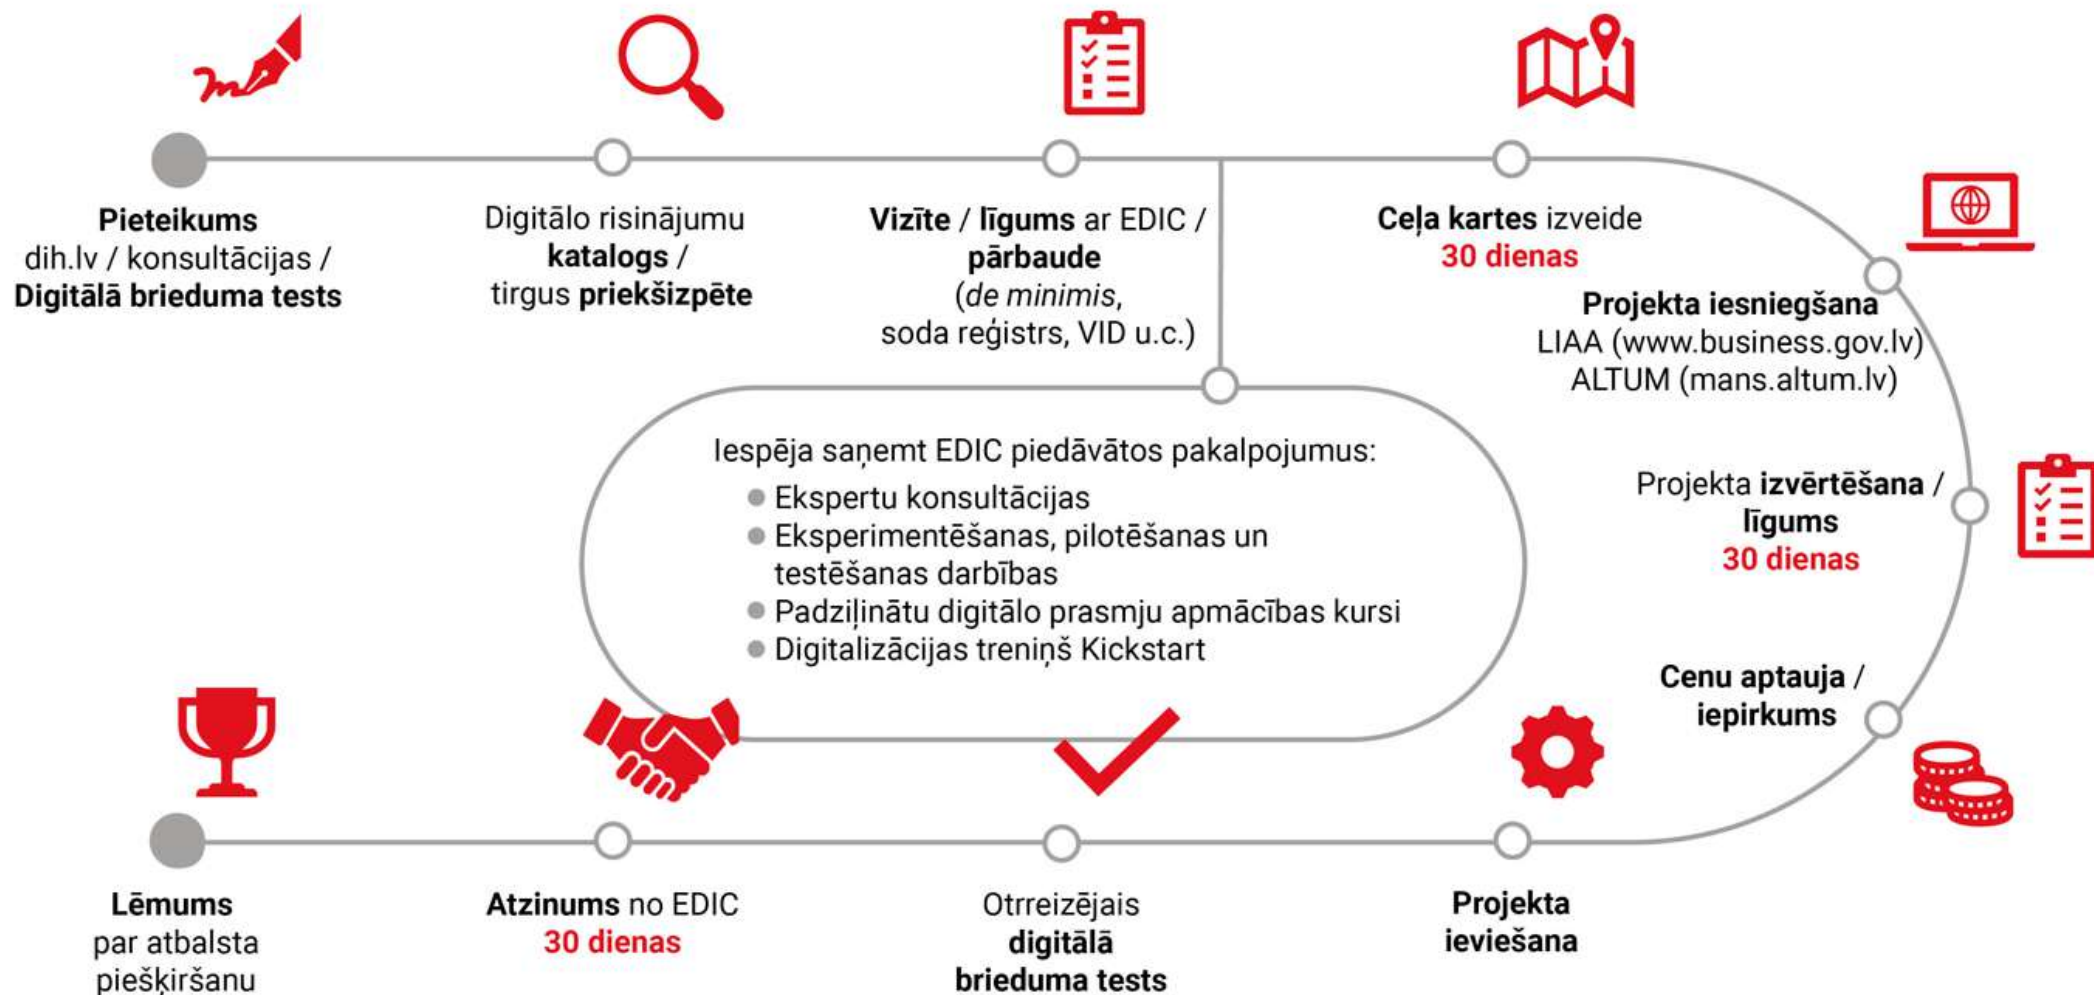 Pieteikums
dih.lv / konsultācijas /
Digitālā brieduma tests
Digitālo risinājumu
katalogs /
tirgus priekšizpēte
Vizīte / līgums ar EDIC /
pārbaude
(de minimis,
soda reģistrs, VID u.c.)
Ceļa kartes izveide
30 dienas
Projekta iesniegšana
LIAA (www.business.gov.lv)
ALTUM (mans.altum.lv)
Iespēja saņemt EDIC piedāvātos pakalpojumus:
Ekspertu konsultācijas
Eksperimentēšanas, pilotēšanas un
testēšanas darbības
Padziļinātu digitālo prasmju apmācības kursi
Digitalizācijas treniņš Kickstart
Projekta izvērtēšana /
līgums
30 dienas
Cenu aptauja /
iepirkums
Projekta
ieviešana
Otrreizējais
digitālā
brieduma tests
Atzinums no EDIC
30 dienas
Lēmums
par atbalsta
piešķiršanu